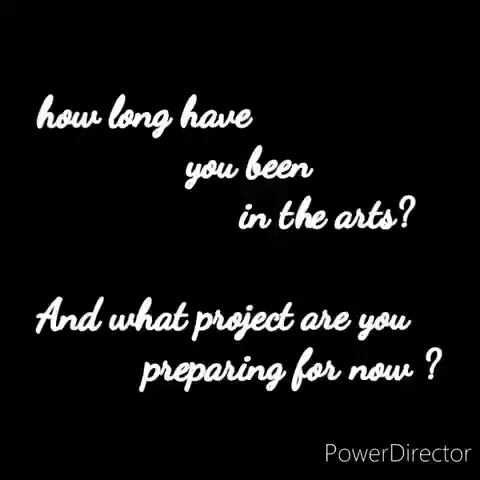 how long have
you been
in the arts?
And what project are you
preparing for now ?
PowerDirector